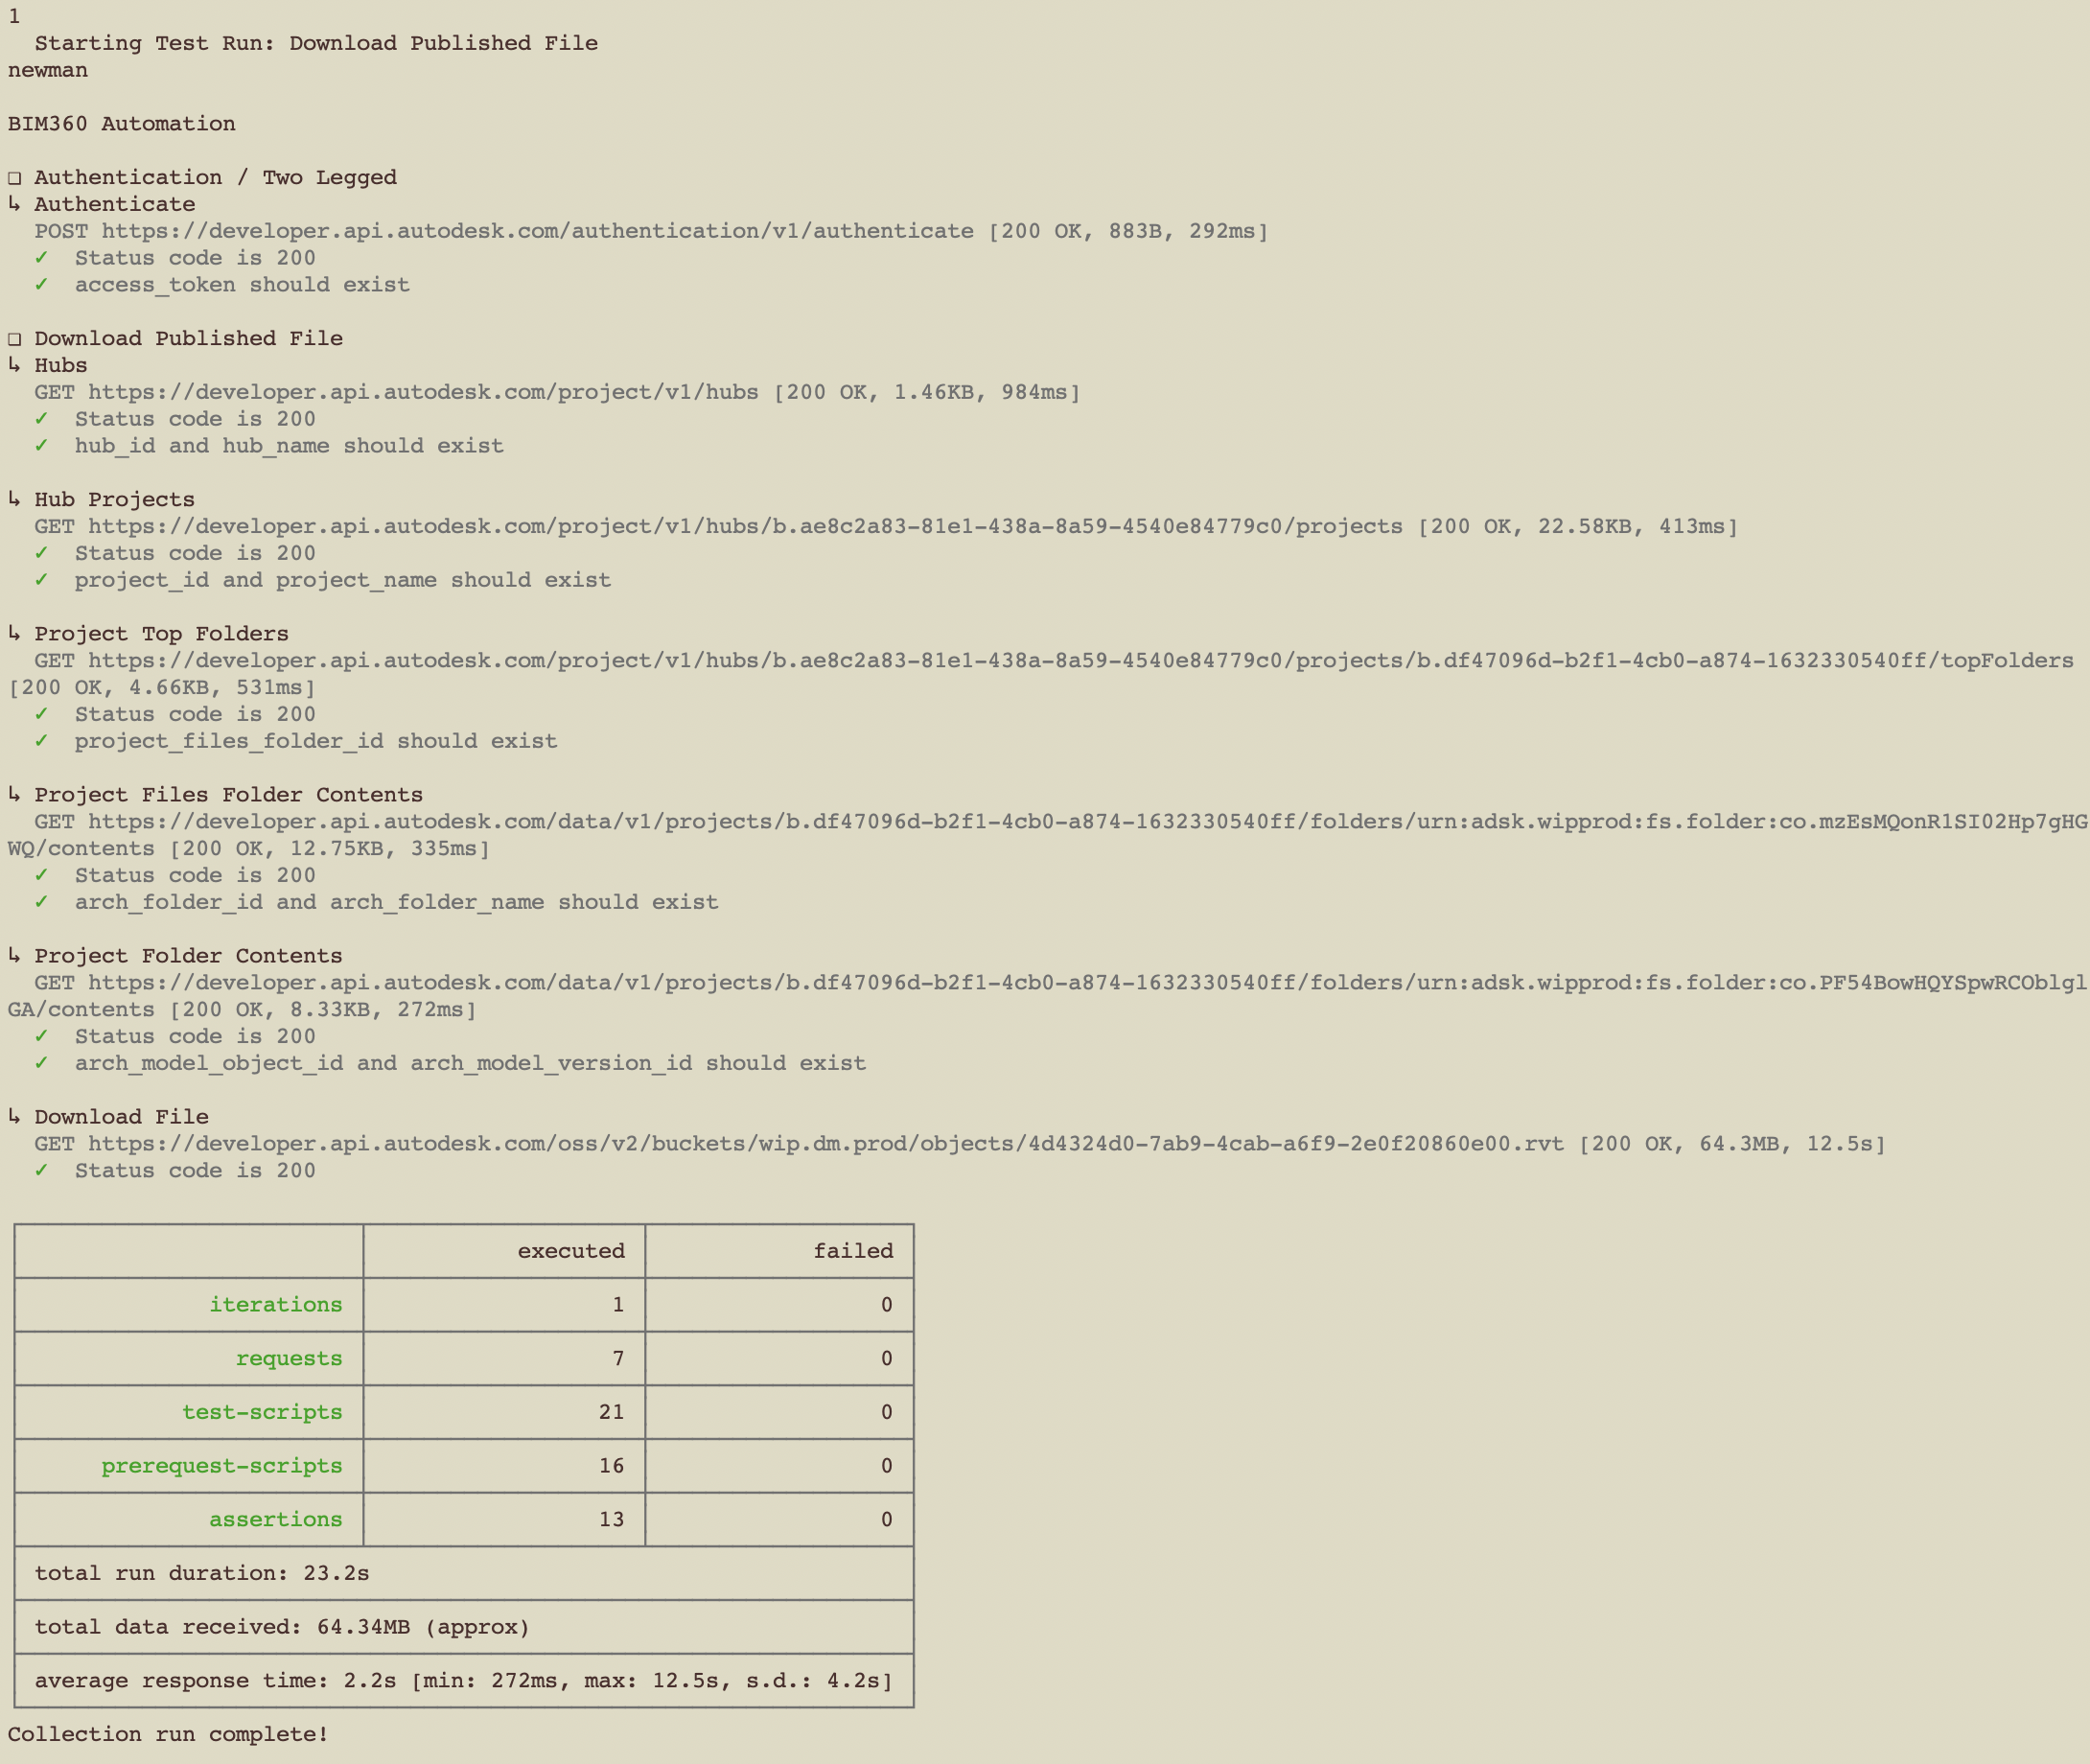 1
Starting Test Run: Download Published File
newman
BIM360 Automation
❏ Authentication / Two Legged
↳ Authenticate
POST https://developer.api.autodesk.com/authentication/v1/authenticate [200 OK, 883B, 292ms]
✓ Status code is 200
✓ access_token should exist
❏ Download Published File
↳ Hubs
GET https://developer.api.autodesk.com/project/v1/hubs [200 OK, 1.46KB, 984ms]
✓ Status code is 200
✓ hub_id and hub_name should exist
↳ Hub Projects
GET https://developer.api.autodesk.com/project/v1/hubs/b.ae8c2a83-81e1-438a-8a59-4540e84779c0/projects [200 OK, 22.58KB, 413ms]
✓ Status code is 200
✓ project_id and project_name should exist
↳ Project Top Folders
GET https://developer.api.autodesk.com/project/v1/hubs/b.ae8c2a83-81e1-438a-8a59-4540e84779c0/projects/b.df47096d-b2f1-4cb0-a874-1632330540ff/topFolders
[200 OK, 4.66KB, 531ms]
✓ Status code is 200
✓ project_files_folder_id should exist
↳ Project Files Folder Contents
GET https://developer.api.autodesk.com/data/v1/projects/b.df47096d-b2f1-4cb0-a874-1632330540ff/folders/urn:adsk.wipprod:fs.folder:co.mzEsMQonR1SI02Hp7gHG
WQ/contents [200 OK, 12.75KB, 335ms]
✓ Status code is 200
✓ arch_folder_id and arch_folder_name should exist
↳ Project Folder Contents
GET https://developer.api.autodesk.com/data/v1/projects/b.df47096d-b2f1-4cb0-a874-1632330540ff/folders/urn:adsk.wipprod:fs.folder:co.PF54BowHQYSpwRCOblgl
GA/contents [200 OK, 8.33KB, 272ms]
✓ Status code is 200
✓ arch_model_object_id and arch_model_version_id should exist
↳ Download File
GET https://developer.api.autodesk.com/oss/v2/buckets/wip.dm.prod/objects/4d4324d0-7ab9-4cab-a6f9-2e0f20860e00.rvt [200 OK, 64.3MB, 12.5s]
✓ Status code is 200
executed failed
iterations 1 0
requests 7 0
test-scripts 21 0
prerequest-scripts 16 0
assertions 13 0
total run duration: 23.2s
total data received: 64.34MB (approx)
average response time: 2.2s [min: 272ms, max: 12.5s, s.d.: 4.2s]
Collection run complete!